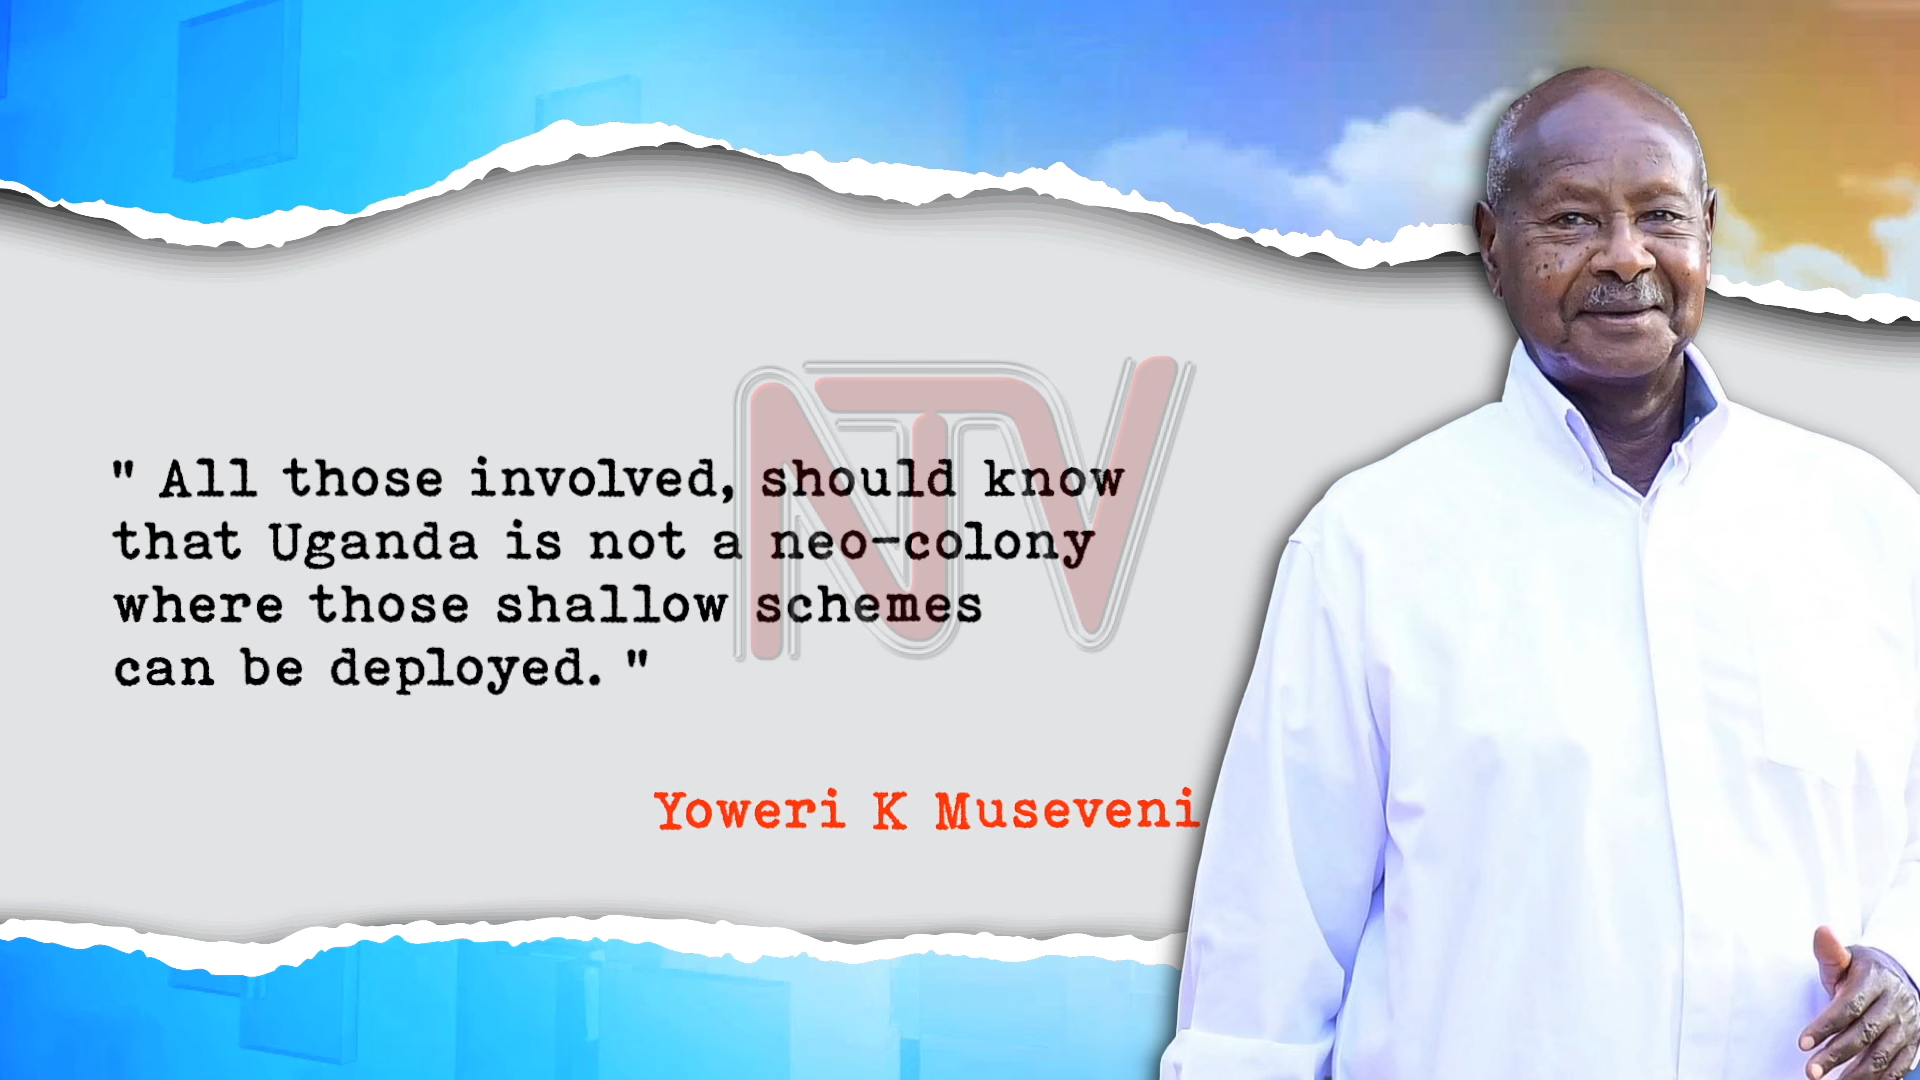 " All those involved, should know
that Uganda is not a neo-colony
where those shallow schemes
can be deployed. "
NTV
Yoweri K Museveni